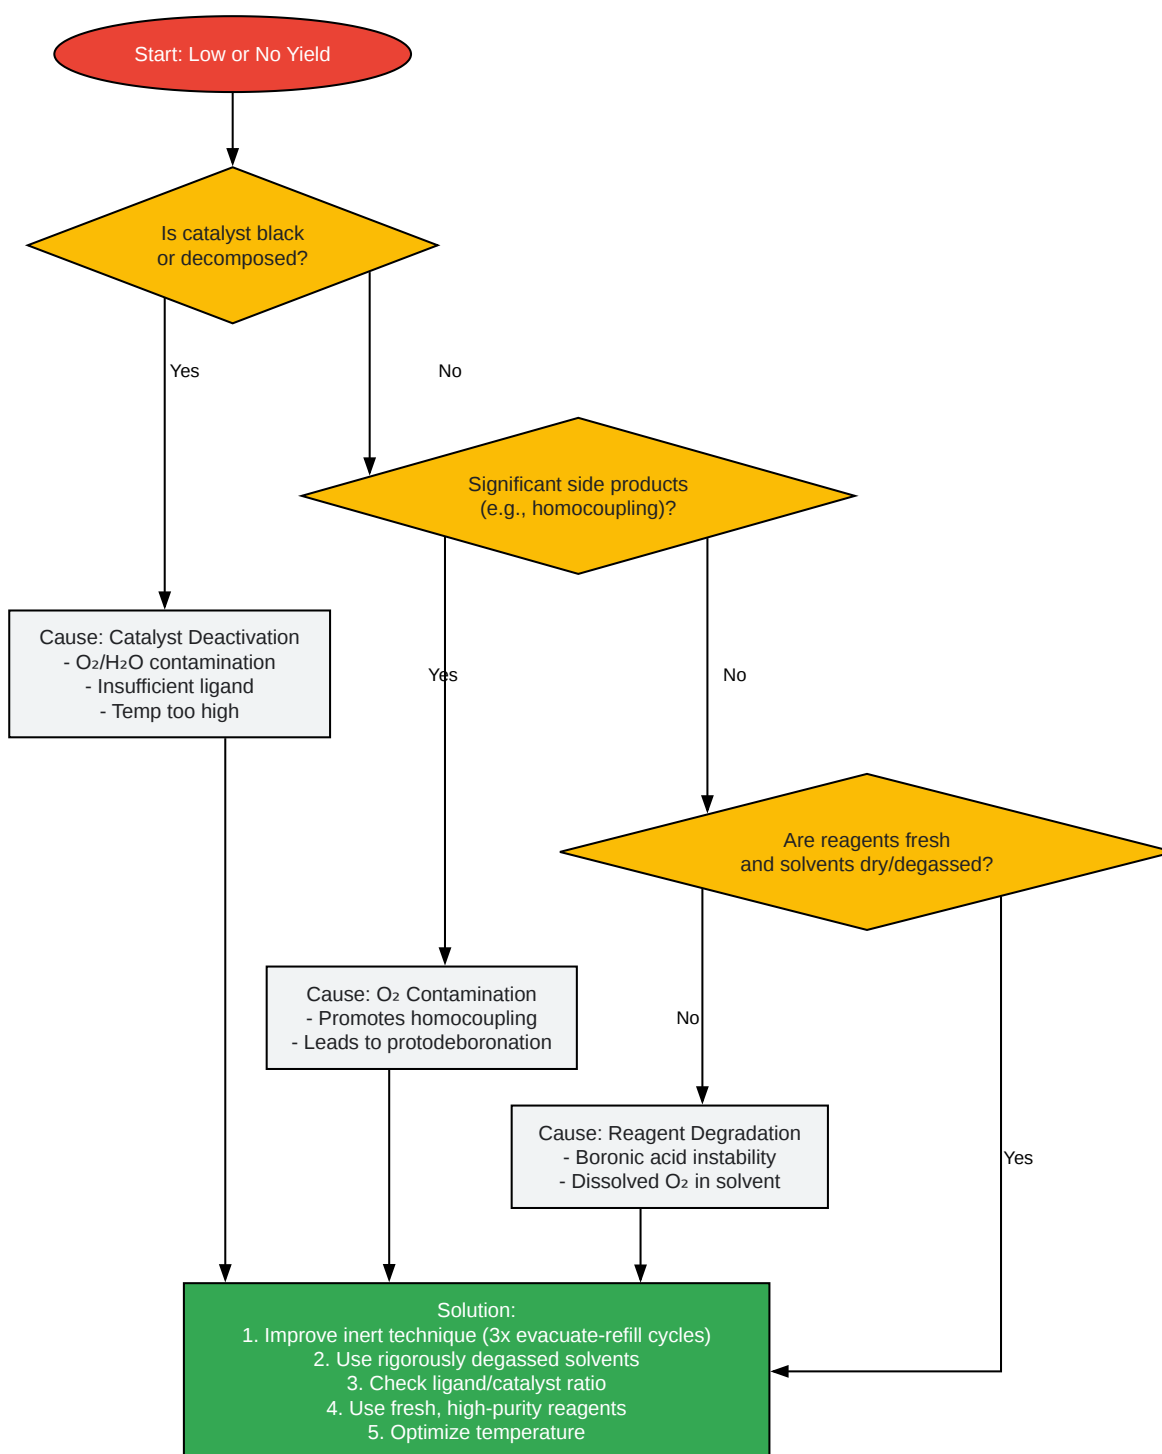 Start: Low or No Yield
Is catalyst black
or decomposed?
Yes
No
Significant side products
(e.g., homocoupling)?
Cause: Catalyst Deactivation
- O₂/H₂O contamination
- Insufficient ligand
- Temp too high
Yes
No
Are reagents fresh
and solvents dry/degassed?
Cause: O₂ Contamination
- Promotes homocoupling
- Leads to protodeboronation
No
Cause: Reagent Degradation
- Boronic acid instability
- Dissolved O₂ in solvent
Yes
Solution:
1. Improve inert technique (3x evacuate-refill cycles)
2. Use rigorously degassed solvents
3. Check ligand/catalyst ratio
4. Use fresh, high-purity reagents
5. Optimize temperature